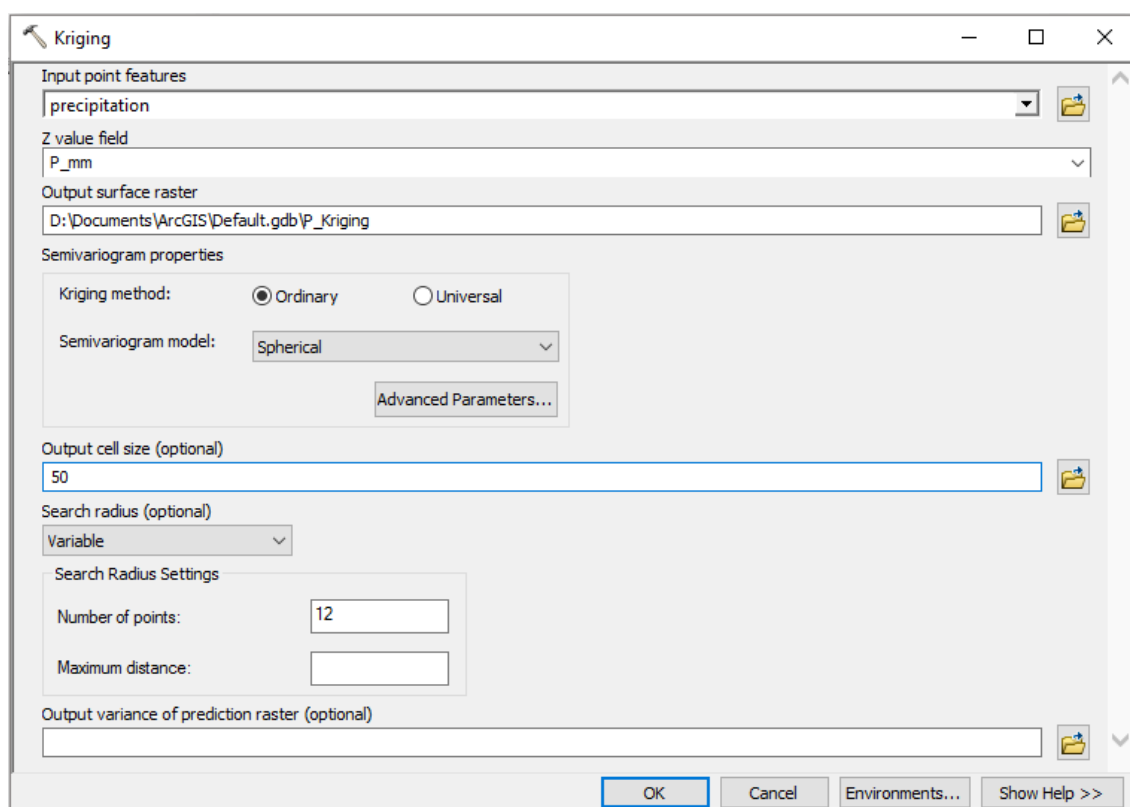 Kriging
Input point features
precipitation
Z value field
P_mm
Output surface raster
D:\Documents\ArcGIS\Default.gdb\P_Kriging
Semivariogram properties
Kriging method: Ordinary Universal
Semivariogram model: Spherical
Advanced Parameters...
Output cell size (optional)
50
Search radius (optional)
Variable
Search Radius Settings
Number of points: 12
Maximum distance:
Output variance of prediction raster (optional)
OK Cancel Environments... Show Help >>